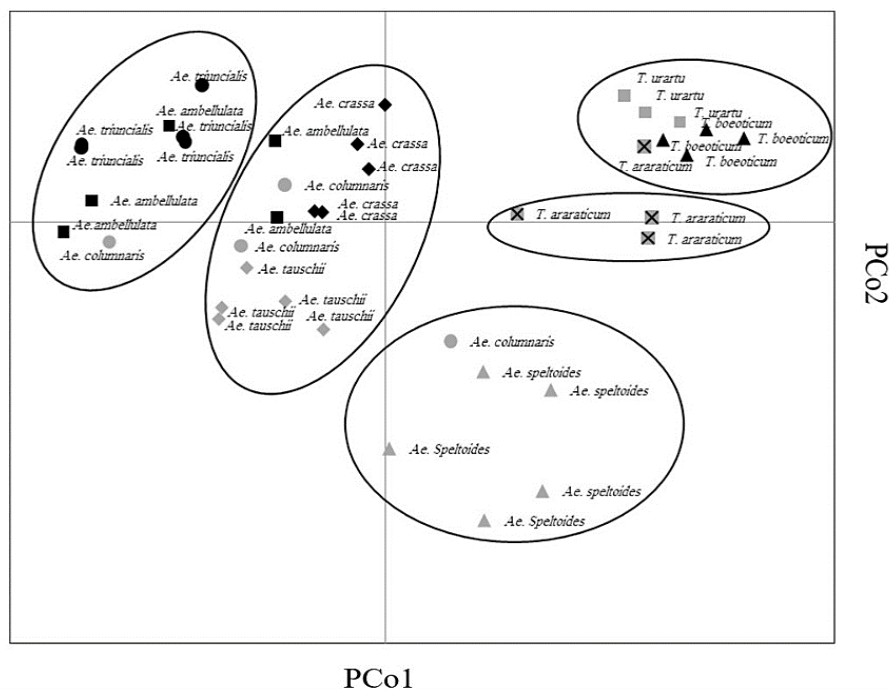 T. urartu
Ae. triuncialis
T. urartu
Ae. crassa
Ae. ambellulata
T. urartu
T. boeoticum
Ae. triuncialis
Ae. triuncialis
Ae. ambellulata
T. boeoticum
Ae. crassa
T. boeoticum
Ae. triuncialis
Ae. triuncialis
T. boeoticum
T. araraticum
Ae. crassa
Ae. columnaris
Ae. ambellulata
Ae. crassa
Ae. crassa
T. araraticum
T. araraticum
Ae. ambellulata
Ae. ambellulata
T. araraticum
Ae. columnaris
Ae. columnaris
Ae. tauschii
PCo2
Ae. tauschii
Ae. tauschii
Ae. tauschii
Ae. tauschii
Ae. columnaris
Ae. speltoides
Ae. speltoides
Ae. Speltoides
Ae. speltoides
Ae. Speltoides
PCo1